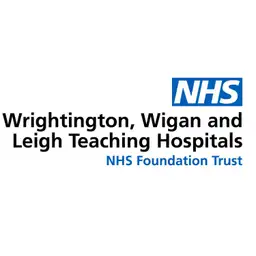 NHS
Wrightington, Wigan and
Leigh Teaching Hospitals
NHS Foundation Trust